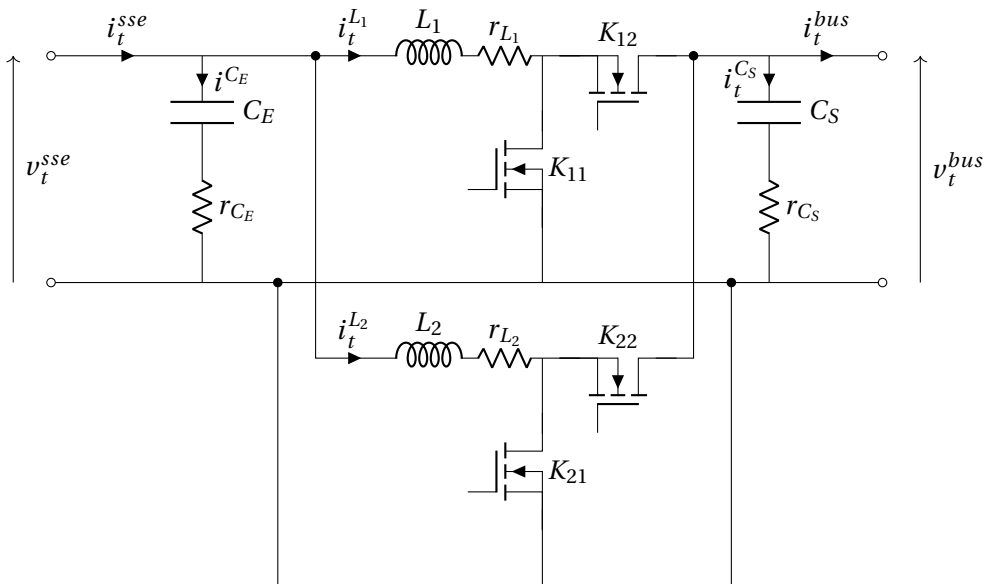 i_t^{sse}
i_t^{L_1}
L_1
r_{L_1}
K_{12}
i_t^{bus}
i^{C_E}
C_E
i_t^{C_S}
C_S
v_t^{sse}
K_{11}
v_t^{bus}
r_{C_E}
r_{C_S}
i_t^{L_2}
L_2
r_{L_2}
K_{22}
K_{21}